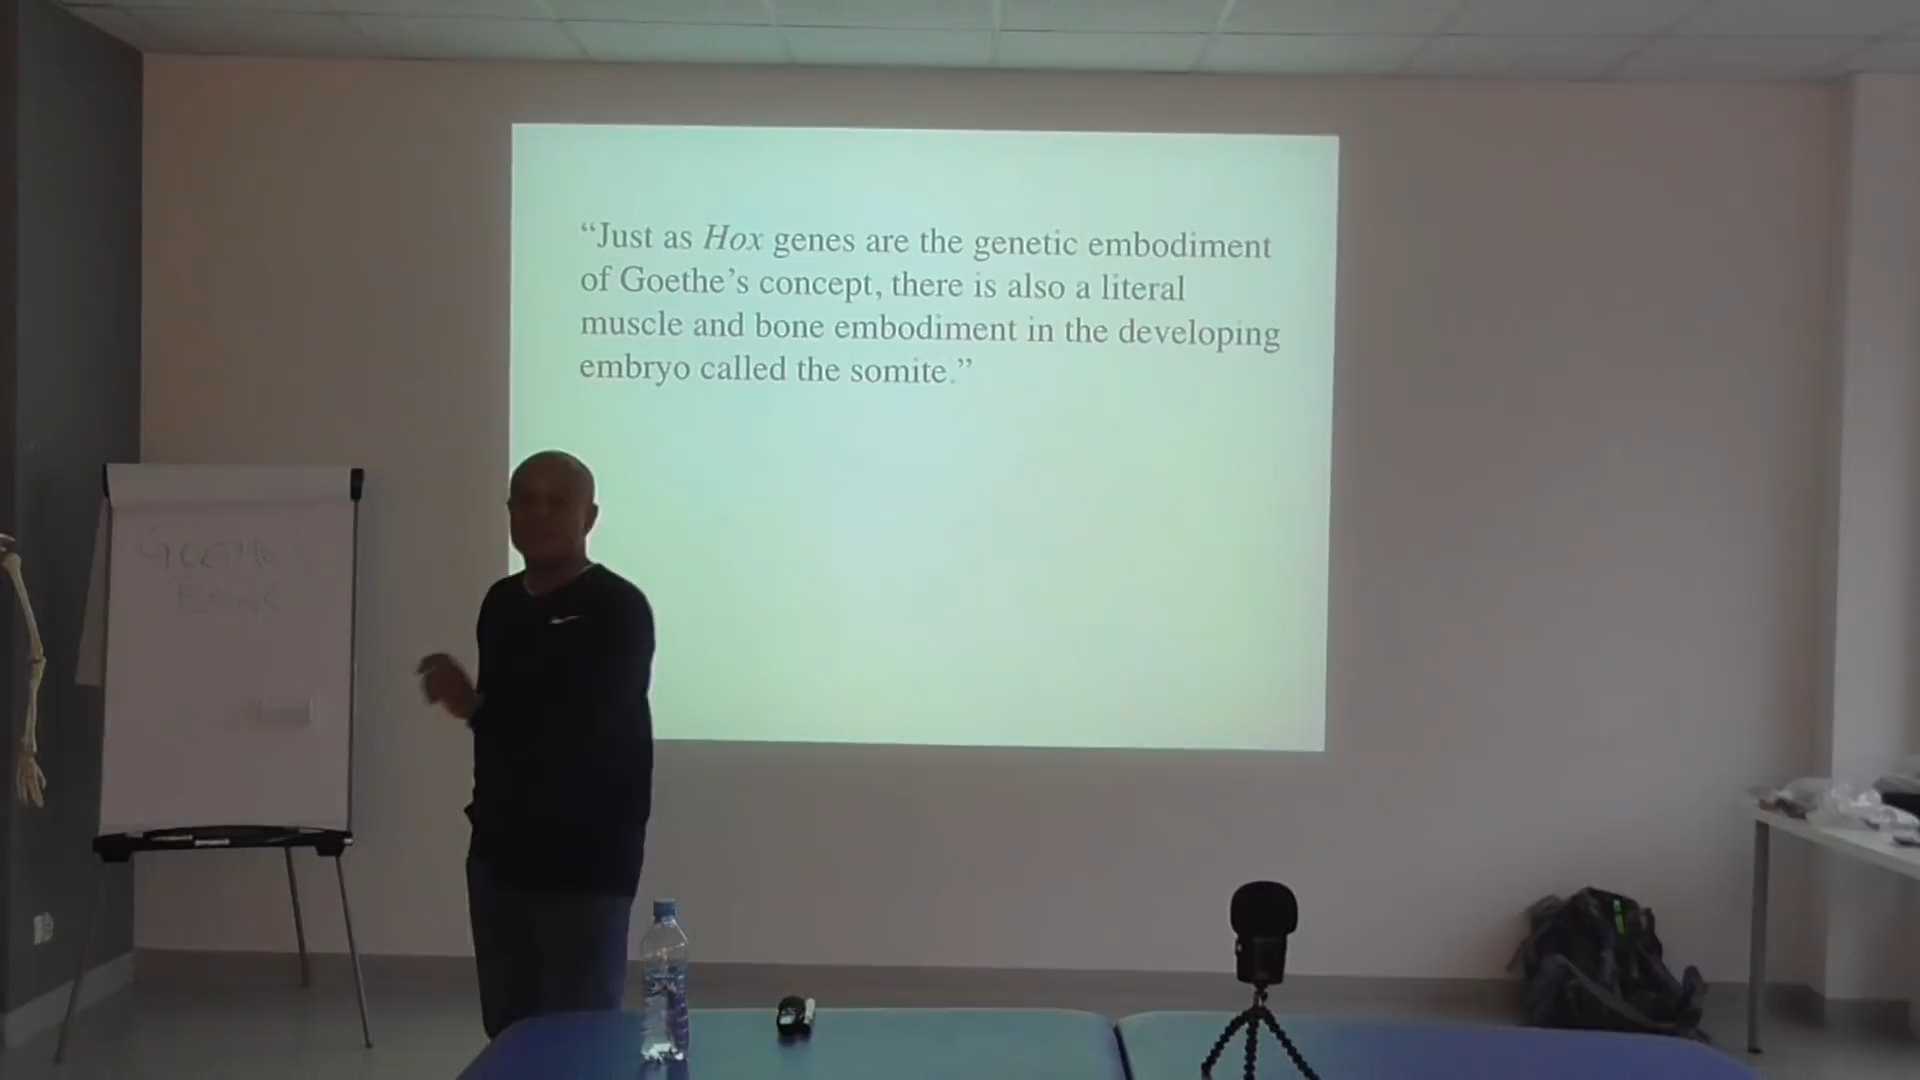 “Just as Hox genes are the genetic embodiment
of Goethe’s concept, there is also a literal
muscle and bone embodiment in the developing
embryo called the somite.”